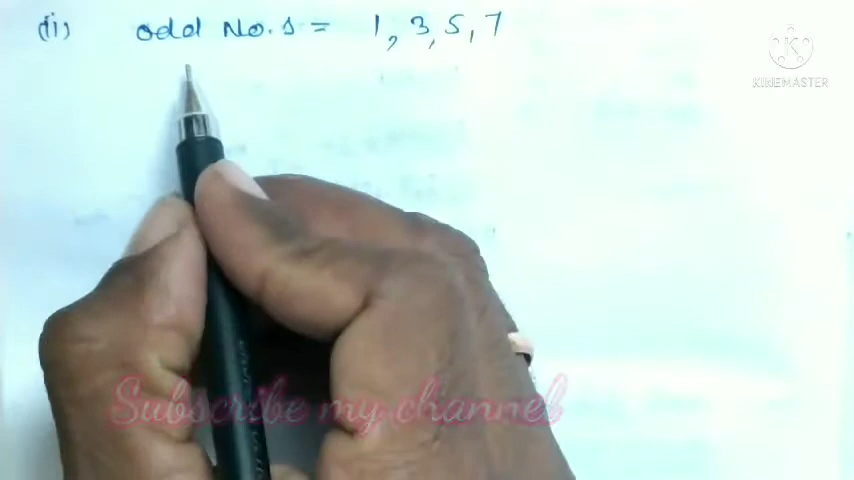 (ii) odd No.s = 1, 3, 5, 7
KINEMASTER
Subscribe my channel